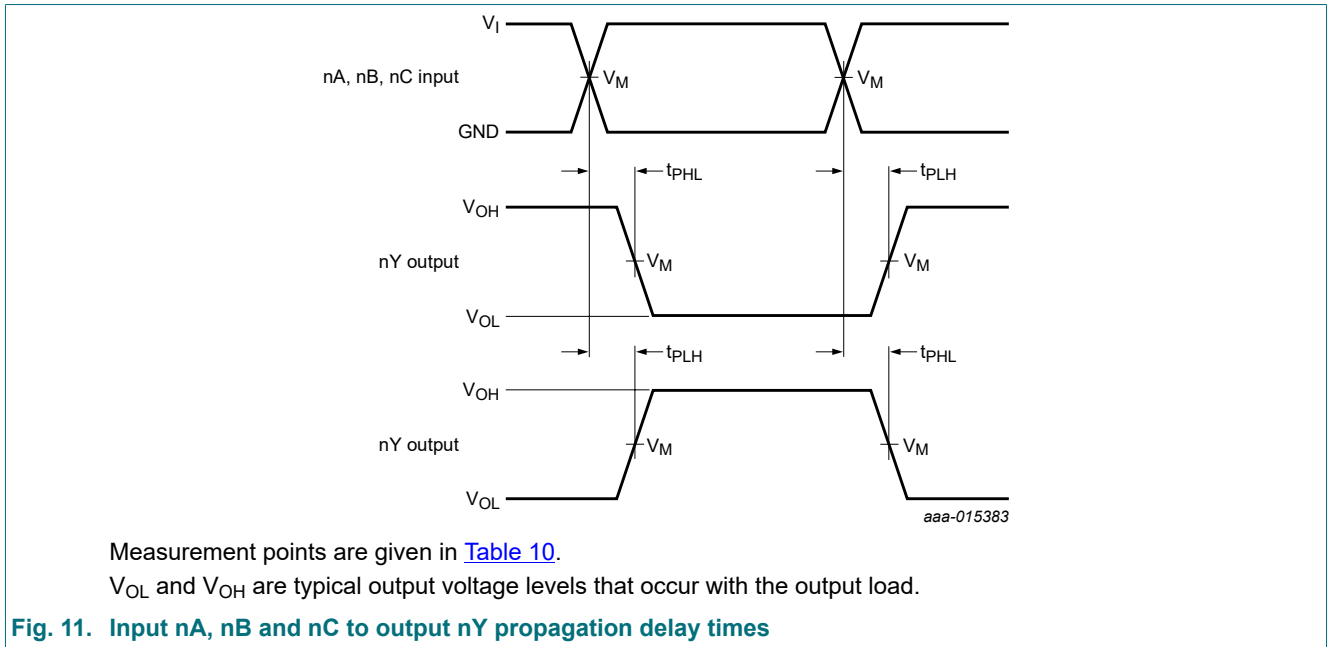 VI
nA, nB, nC input
VM
VM
GND
tPHL
tPLH
VOH
nY output
VM
VM
VOL
tPLH
tPHL
VOH
nY output
VM
VM
VOL
aaa-015383
Measurement points are given in Table 10.
VOL and VOH are typical output voltage levels that occur with the output load.
Fig. 11. Input nA, nB and nC to output nY propagation delay times